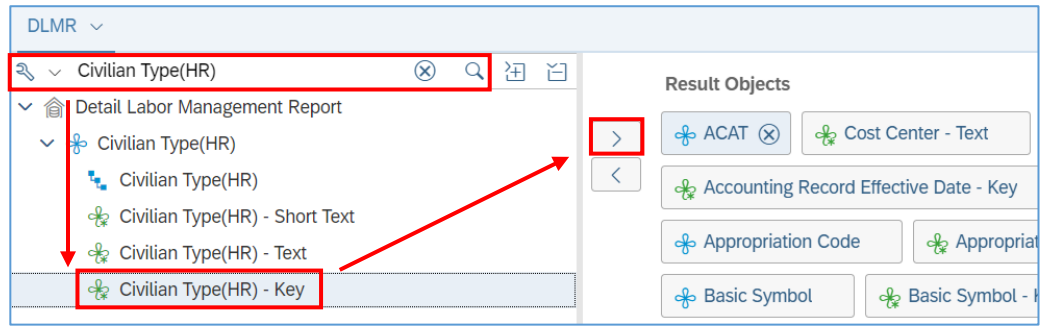 DLMR
Civilian Type(HR)
Detail Labor Management Report
Civilian Type(HR)
Civilian Type(HR)
Civilian Type(HR) - Short Text
Civilian Type(HR) - Text
Civilian Type(HR) - Key
Result Objects
ACAT Cost Center - Text
Accounting Record Effective Date - Key
Appropriation Code
Basic Symbol Basic Symbol -